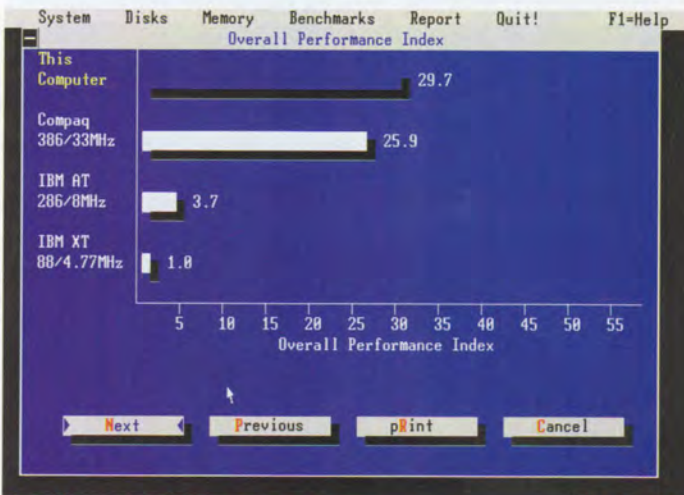 System Disks Memory Benchmarks Report Quit! F1=Help
Overall Performance Index
This
Computer
29.7
Compaq
386/33MHz
25.9
IBM AT
286/8MHz
3.7
IBM XT
88/4.77MHz
1.0
5 10 15 20 25 30 35 40 45 50 55
Overall Performance Index
Next Previous pRint Cancel